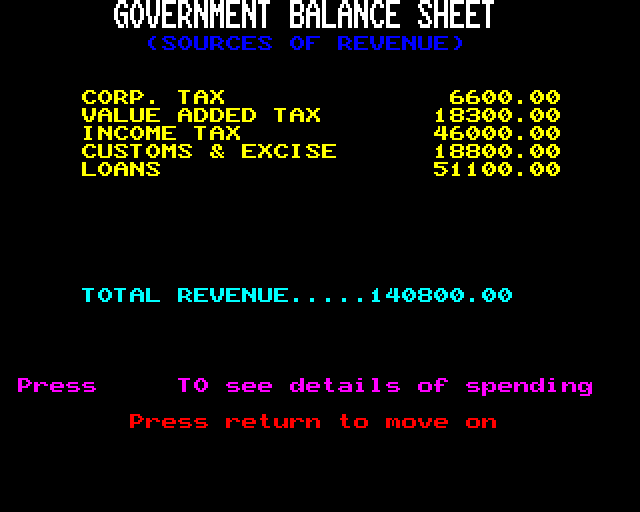 GOVERNMENT BALANCE SHEET
(SOURCES OF REVENUE)
CORP. TAX 6600.00
VALUE ADDED TAX 18300.00
INCOME TAX 46000.00
CUSTOMS & EXCISE 18800.00
LOANS 51100.00
TOTAL REVENUE.....140800.00
Press TO see details of spending
Press return to move on